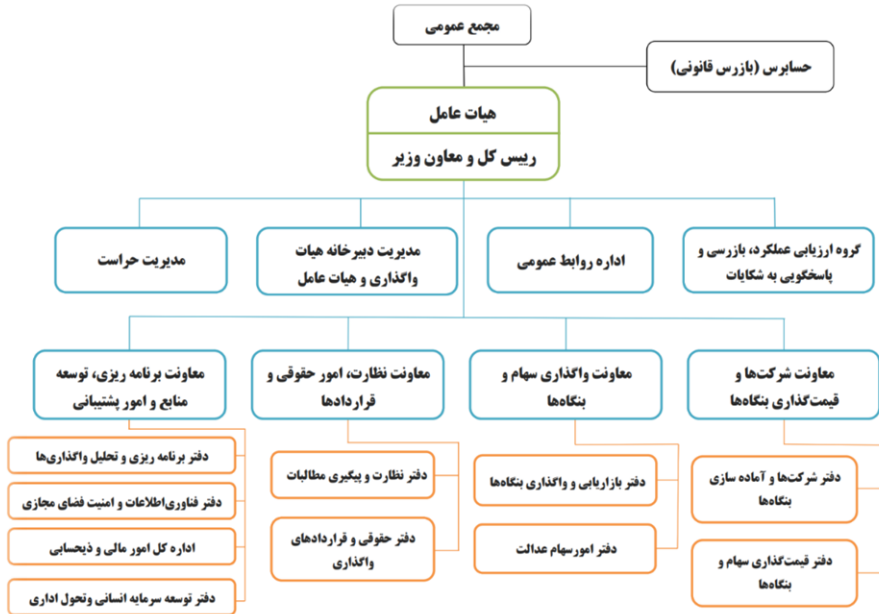 مجمع عمومی
حسابرس (بازرس قانونی)
هیات عامل
رییس کل و معاون وزیر
گروه ارزیابی عملکرد، بازرسی و
پاسخگویی به شکایات
اداره روابط عمومی
مدیریت دبیرخانه هیات
واگذاری و هیات عامل
مدیریت حراست
معاونت شرکت‌ها و
قیمت‌گذاری بنگاه‌ها
معاونت واگذاری سهام و
بنگاه‌ها
معاونت نظارت، امور حقوقی و
قراردادها
معاونت برنامه ریزی، توسعه
منابع و امور پشتیبانی
دفتر شرکت‌ها و آماده سازی
بنگاه‌ها
دفتر قیمت‌گذاری سهام و
بنگاه‌ها
دفتر بازاریابی و واگذاری بنگاه‌ها
دفتر امورسهام عدالت
دفتر نظارت و پیگیری مطالبات
دفتر حقوقی و قراردادهای
واگذاری
دفتر برنامه ریزی و تحلیل واگذاری‌ها
دفتر فناوری‌اطلاعات و امنیت فضای مجازی
اداره کل امور مالی و ذیحسابی
دفتر توسعه سرمایه انسانی وتحول اداری